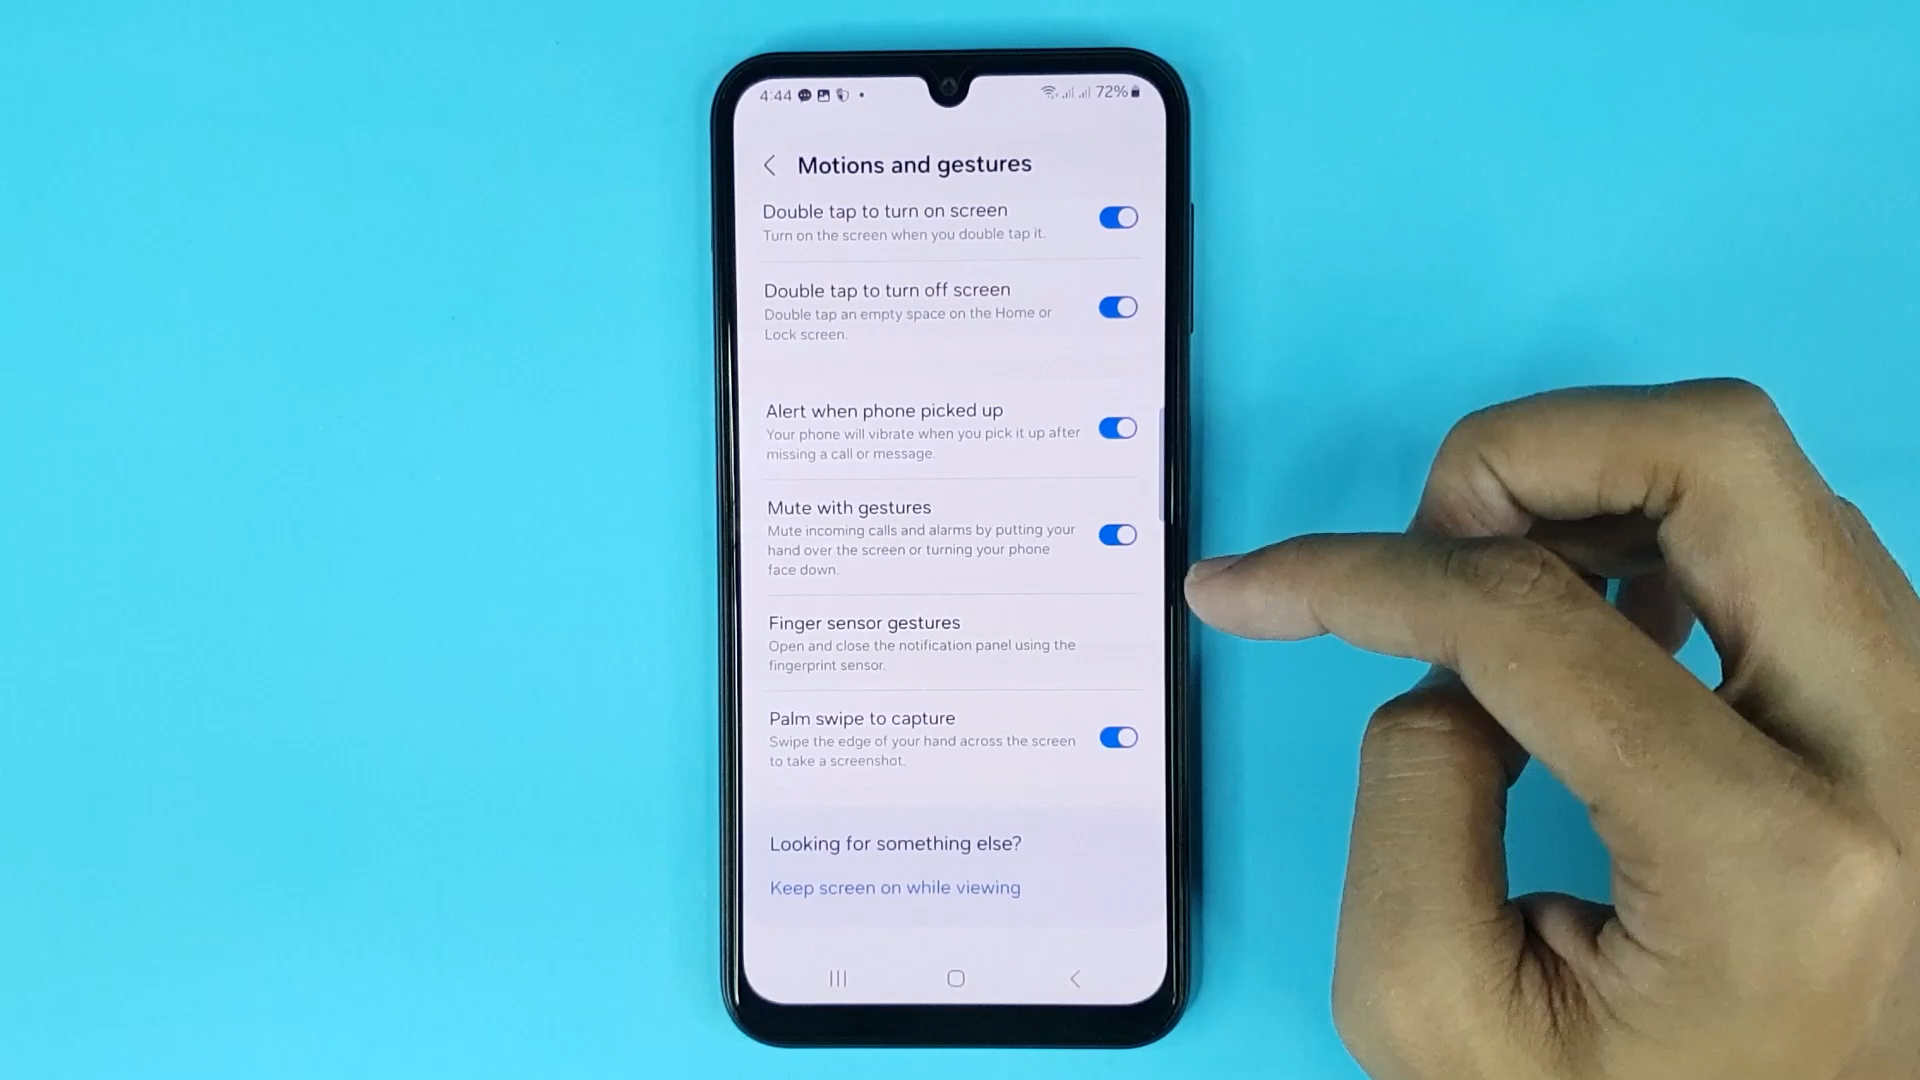 4:44
72%
Motions and gestures
Double tap to turn on screen
Turn on the screen when you double tap it.
Double tap to turn off screen
Double tap an empty space on the Home or
Lock screen.
Alert when phone picked up
Your phone will vibrate when you pick it up after
missing a call or message.
Mute with gestures
Mute incoming calls and alarms by putting your
hand over the screen or turning your phone
face down.
Finger sensor gestures
Open and close the notification panel using the
fingerprint sensor.
Palm swipe to capture
Swipe the edge of your hand across the screen
to take a screenshot.
Looking for something else?
Keep screen on while viewing